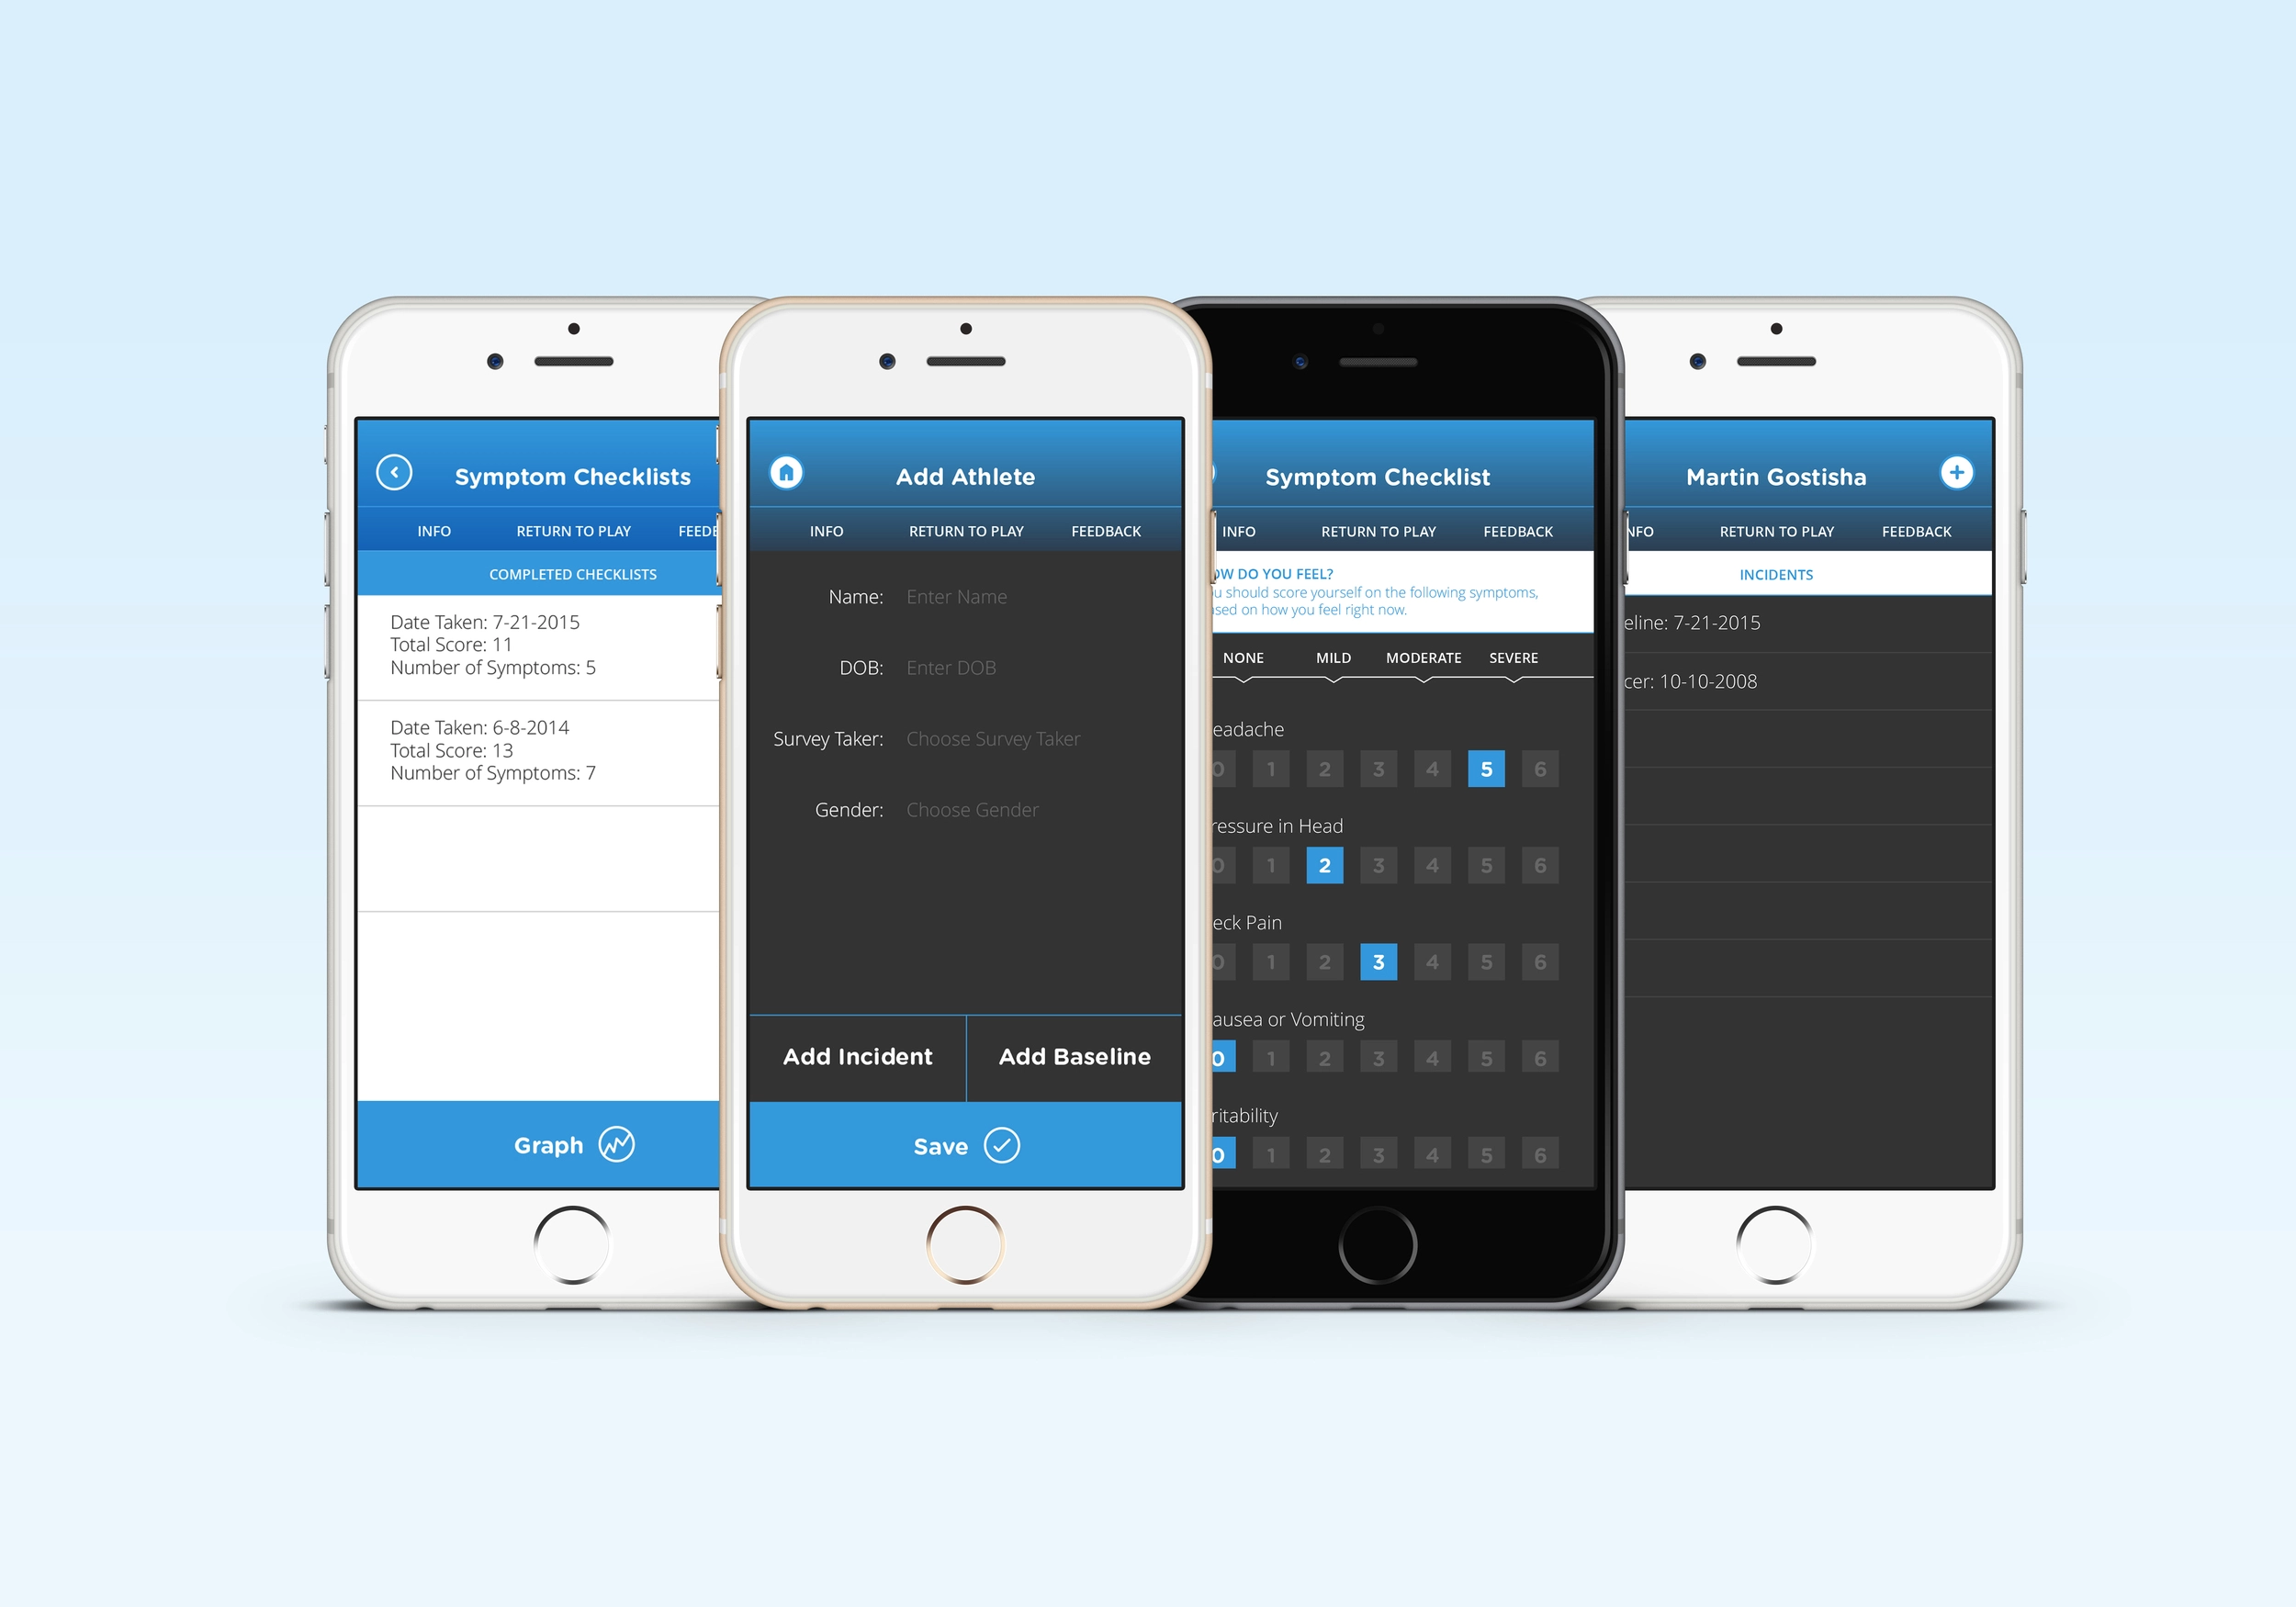 Symptom Checklists
INFO RETURN TO PLAY
COMPLETED CHECKLISTS
Date Taken: 7-21-2015
Total Score: 11
Number of Symptoms: 5
Date Taken: 6-8-2014
Total Score: 13
Number of Symptoms: 7
Graph
Add Athlete
INFO RETURN TO PLAY FEEDBACK
Name: Enter Name
DOB: Enter DOB
Survey Taker: Choose Survey Taker
Gender: Choose Gender
Add Incident Add Baseline
Save
Symptom Checklist
INFO RETURN TO PLAY FEEDBACK
OW DO YOU FEEL?
u should score yourself on the following symptoms,
sed on how you feel right now.
NONE MILD MODERATE SEVERE
eadache
0 1 2 3 4 5 6
ressure in Head
0 1 2 3 4 5 6
eck Pain
0 1 2 3 4 5 6
ausea or Vomiting
0 1 2 3 4 5 6
ritability
0 1 2 3 4 5 6
Martin Gostisha
NFO RETURN TO PLAY FEEDBACK
INCIDENTS
eline: 7-21-2015
cer: 10-10-2008